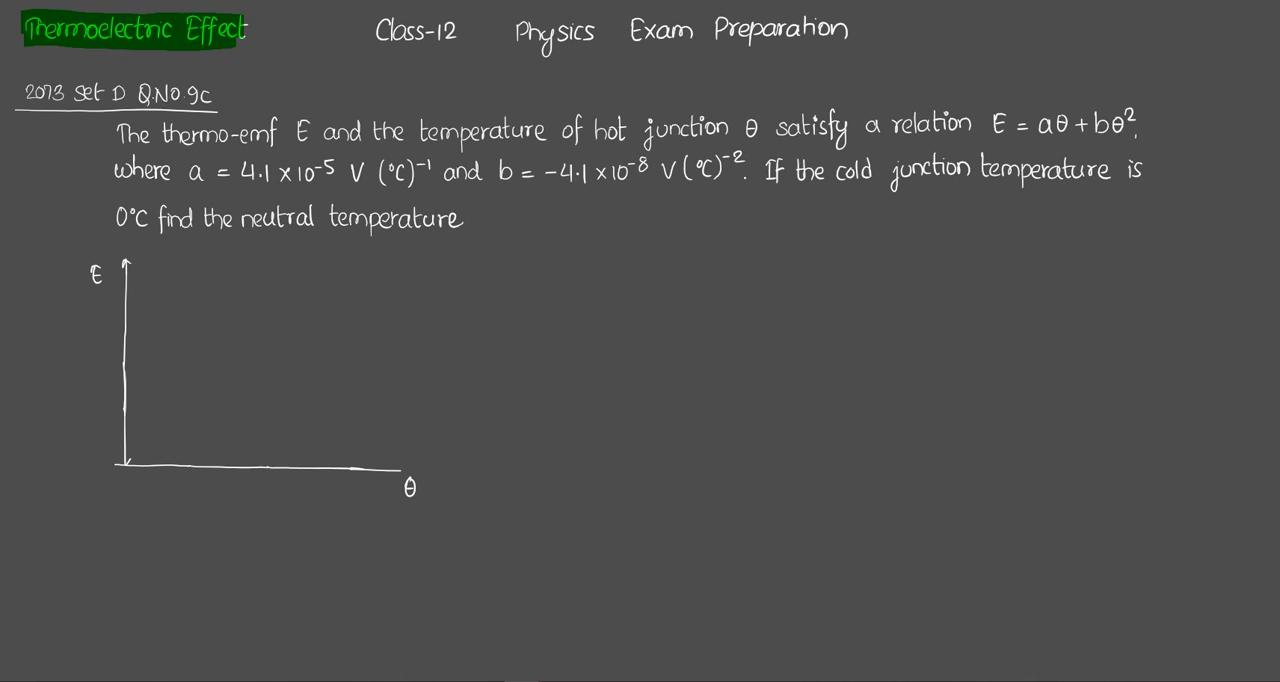 Thermoelectric Effect Class-12 Physics Exam Preparation
2073 Set D Q.NO.9c
The thermo-emf E and the temperature of hot junction θ satisfy a relation E = aθ + bθ²,
where a = 4.1 × 10⁻⁵ V (°C)⁻¹ and b = -4.1 × 10⁻⁸ V (°C)⁻². If the cold junction temperature is
0°C find the neutral temperature
E
θ